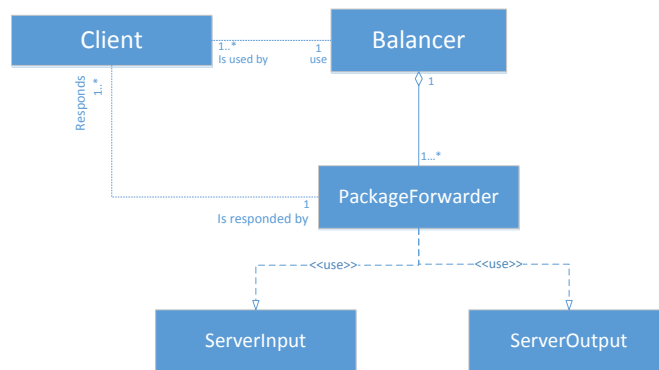 Client
Balancer
1..*
Is used by
1
use
Responds
1..*
1
1...*
PackageForwarder
1
Is responded by
<<use>>
<<use>>
ServerInput
ServerOutput